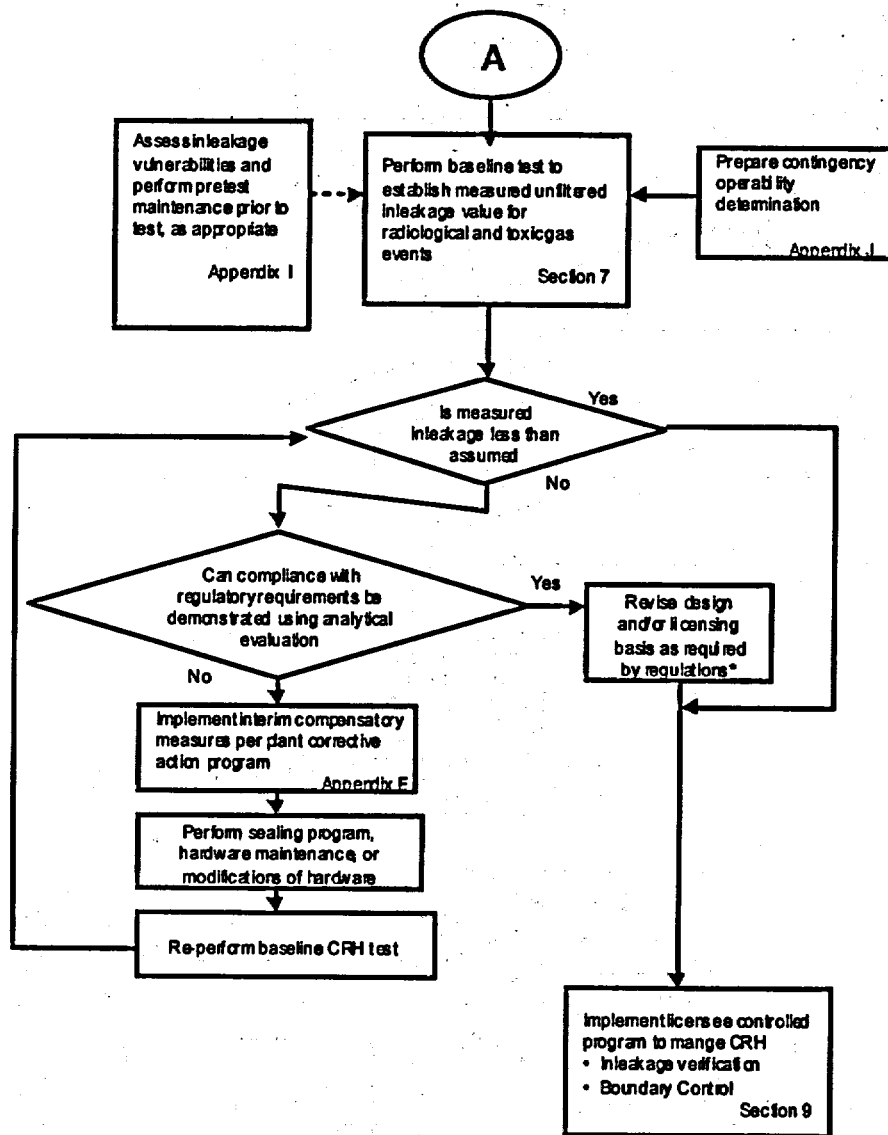 A
Assess inleakage
vulnerabilities and
perform pretest
maintenance prior to
test, as appropriate
Appendix I
Perform baseline test to
establish measured unfiltered
inleakage value for
radiological and toxic gas
events
Section 7
Prepare contingency
operability
determination
Appendix J
Is measured
inleakage less than
assumed
Yes
No
Can compliance with
regulatory requirements be
demonstrated using analytical
evaluation
Yes
No
Revise design
and/or licensing
basis as required
by regulations*
Implement interim compensatory
measures per plant corrective
action program
Appendix F
Perform sealing program,
hardware maintenance, or
modifications of hardware
Re-perform baseline CRH test
Implement licensee controlled
program to mange CRH
• Inleakage verification
• Boundary Control
Section 9